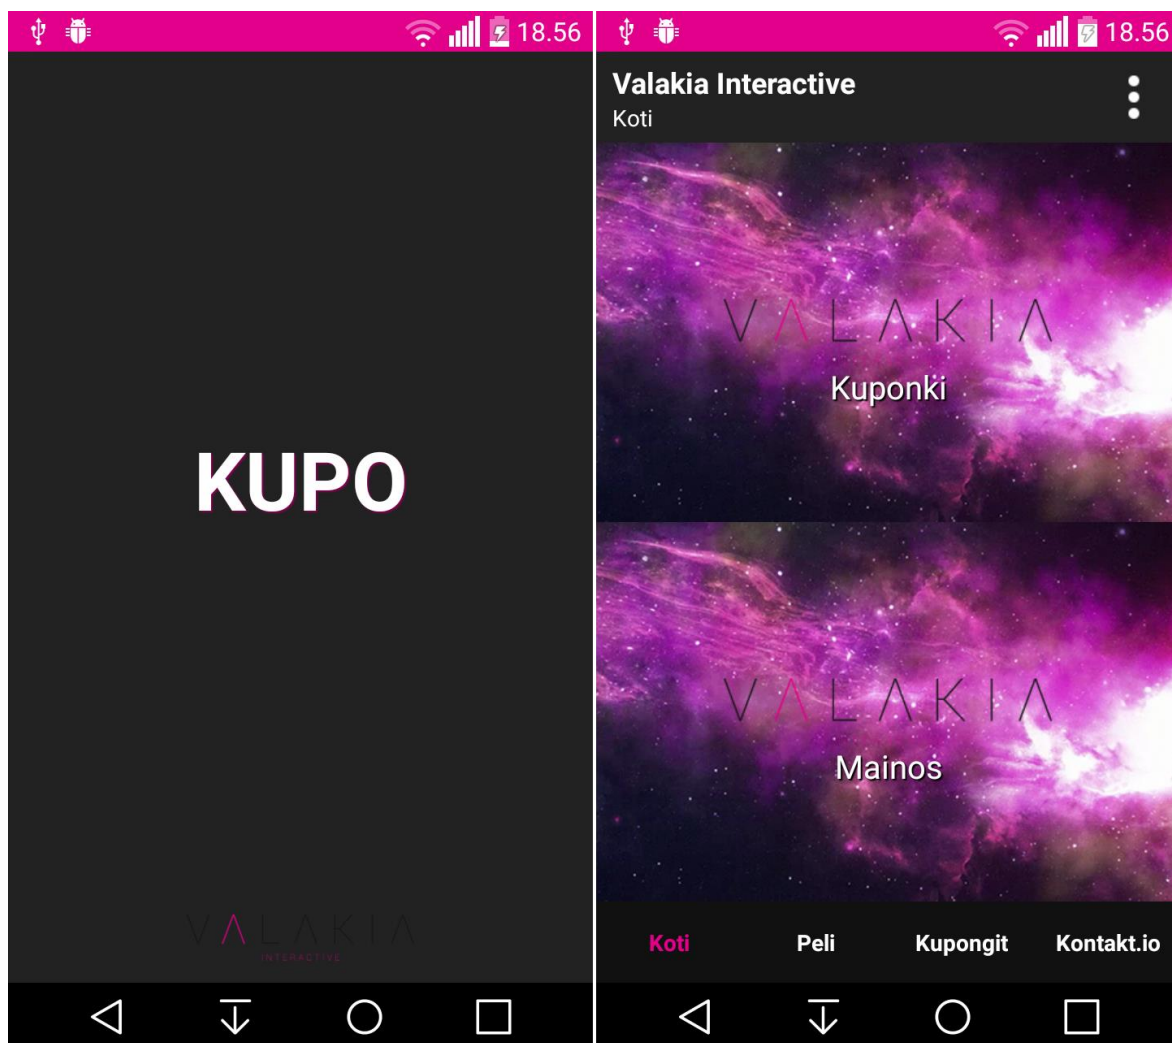 18.56
KUPO
VALAKIA
INTERACTIVE
18.56
Valakia Interactive
Koti
VALAKIA
Kuponki
VALAKIA
Mainos
Koti Peli Kupongit Kontakt.io